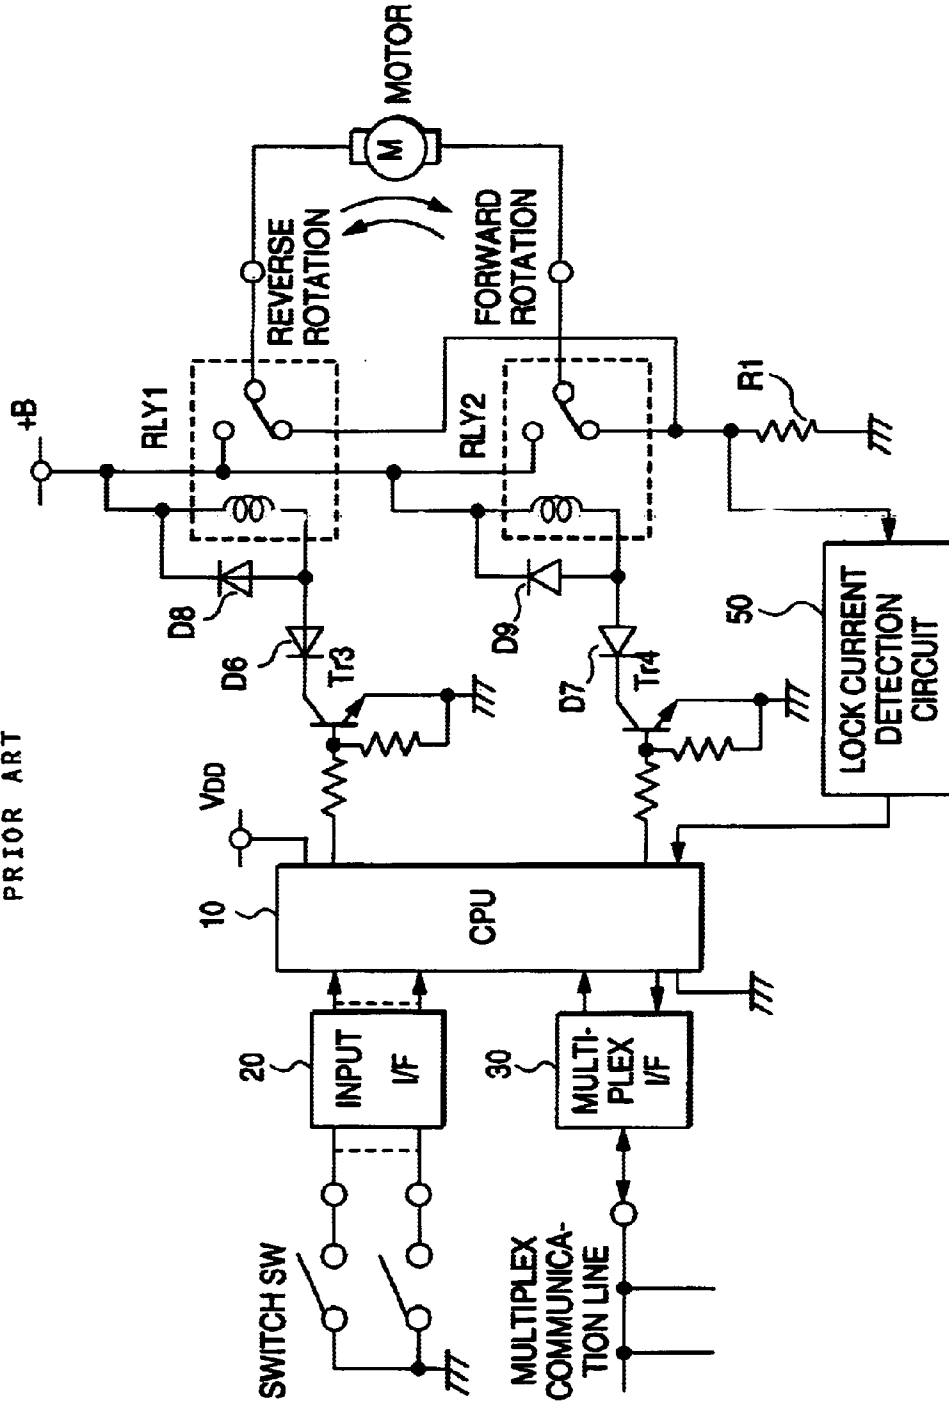 PRIOR ART
+B
RLY1
REVERSE
ROTATION
MOTOR
M
FORWARD
ROTATION
RLY2
R1
D8
D6
Tr3
D9
D7
Tr4
50
LOCK CURRENT
DETECTION
CIRCUIT
VDD
10
CPU
20
INPUT
I/F
30
MULTI-
PLEX
I/F
SWITCH SW
MULTIPLEX
COMMUNICA-
TION LINE